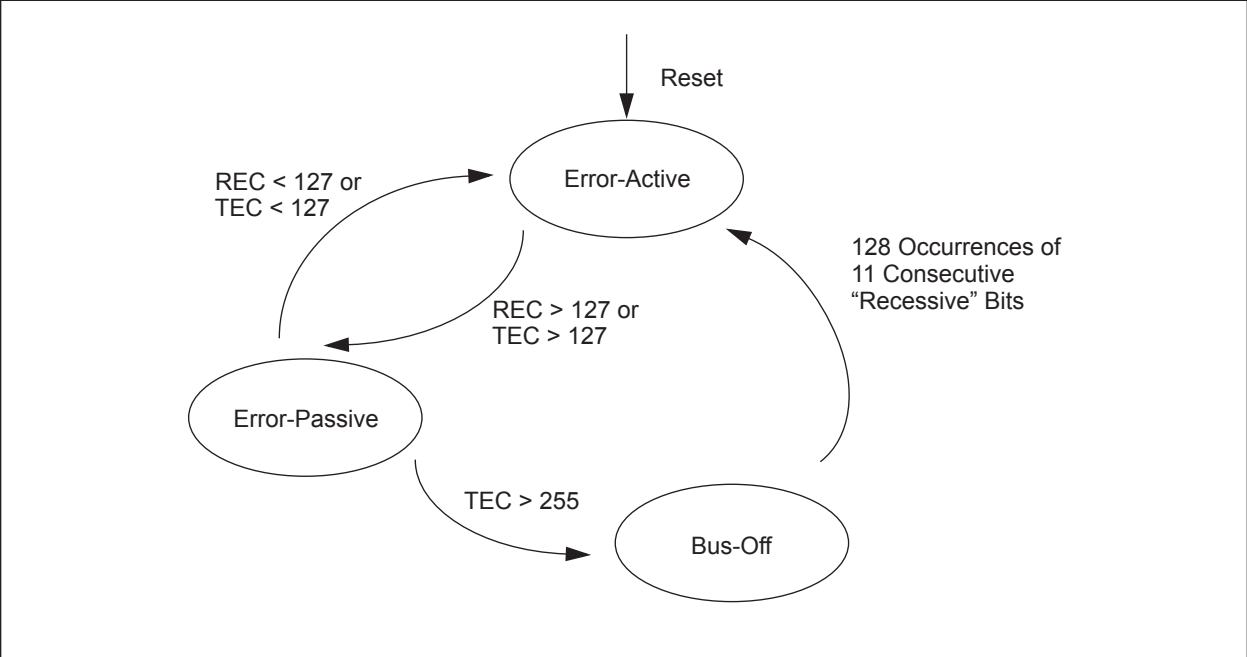 Reset
Error-Active
REC < 127 or
TEC < 127
128 Occurrences of
11 Consecutive
“Recessive” Bits
REC > 127 or
TEC > 127
Error-Passive
TEC > 255
Bus-Off